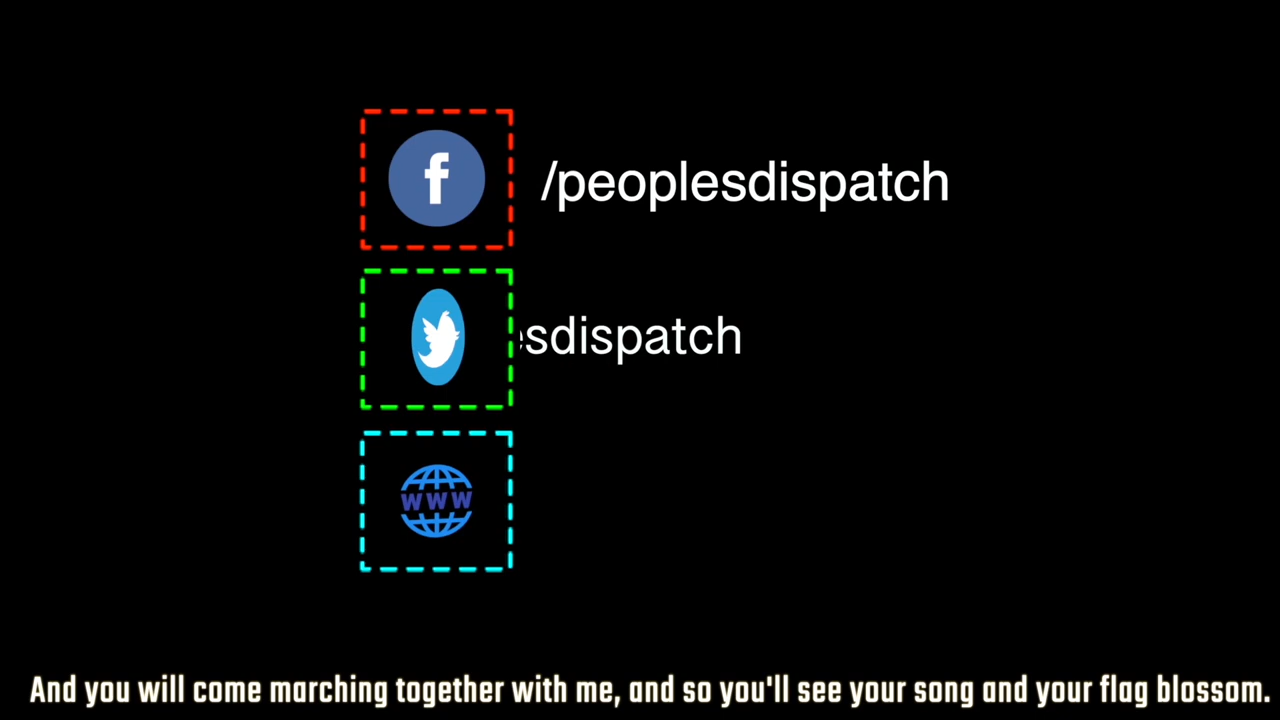 f
/peoplesdispatch
esdispatch
WWW
And you will come marching together with me, and so you'll see your song and your flag blossom.